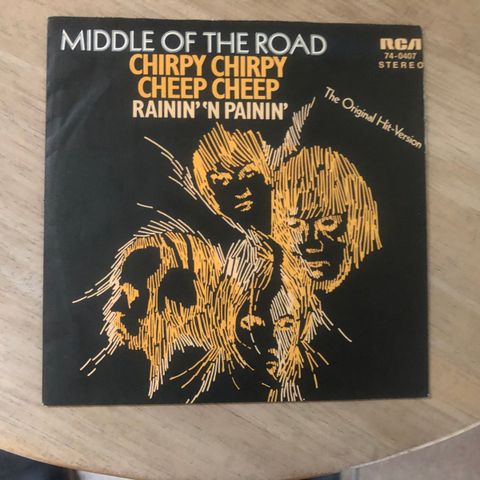 MIDDLE OF THE ROAD
CHIRPY CHIRPY
CHEEP CHEEP
RAININ' 'N PAININ'
RCA
74-0407
STEREO
The Original Hit-Version